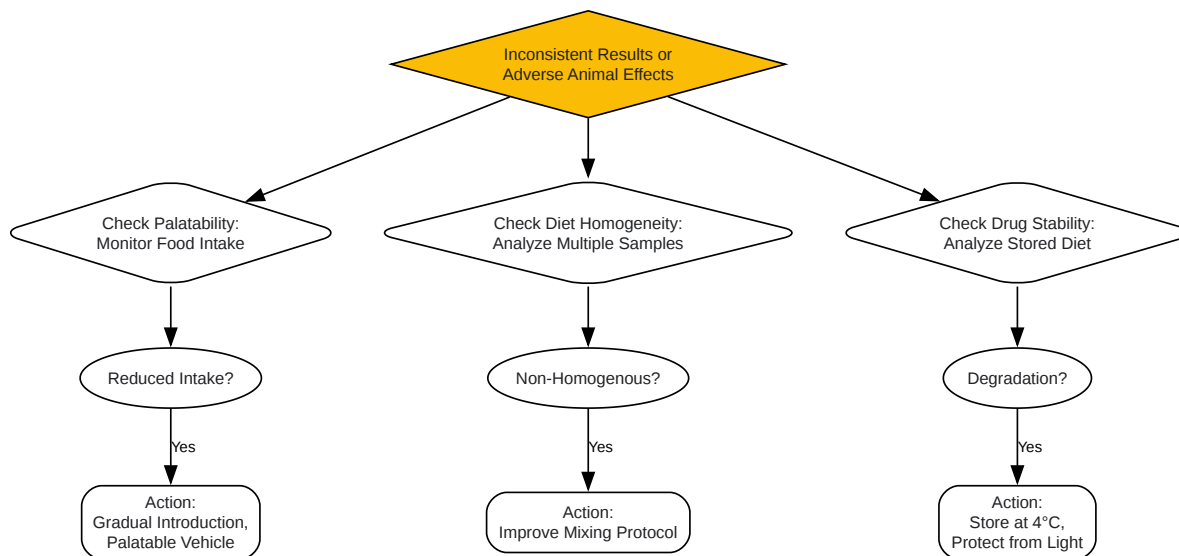 Inconsistent Results or
Adverse Animal Effects
Check Palatability:
Monitor Food Intake
Check Diet Homogeneity:
Analyze Multiple Samples
Check Drug Stability:
Analyze Stored Diet
Reduced Intake?
Non-Homogenous?
Degradation?
Yes
Yes
Yes
Action:
Gradual Introduction,
Palatable Vehicle
Action:
Improve Mixing Protocol
Action:
Store at 4°C,
Protect from Light